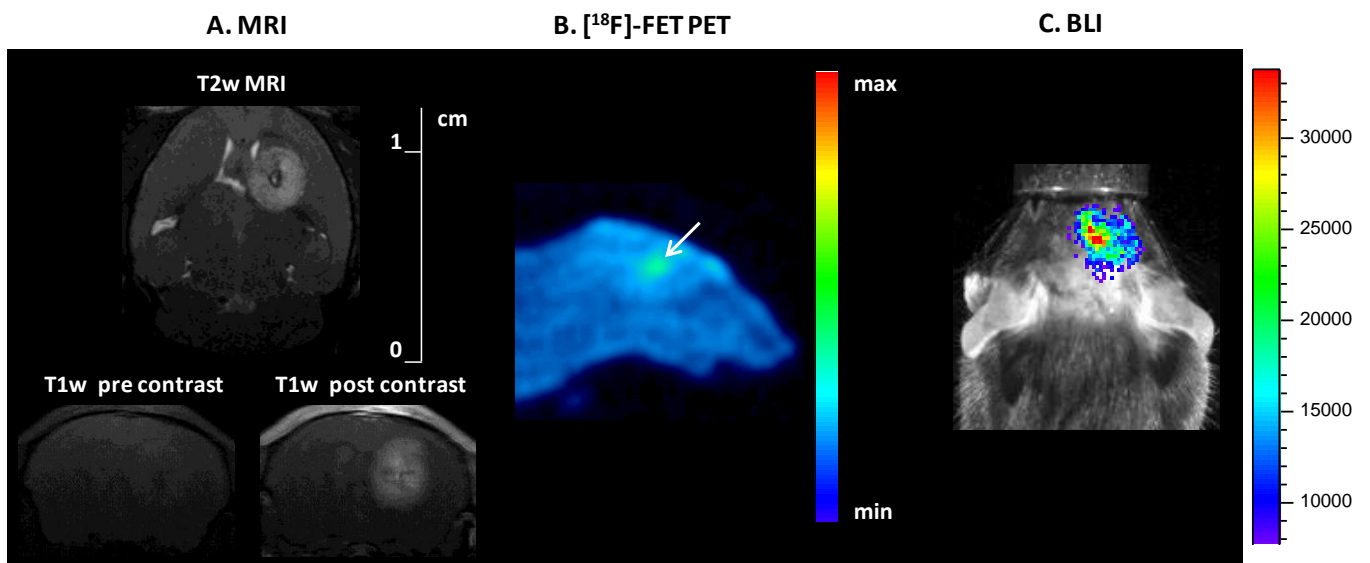 A. MRI
B. [¹⁸F]-FET PET
C. BLI
T2w MRI
cm
1
0
T1w pre contrast
T1w post contrast
max
min
30000
25000
20000
15000
10000